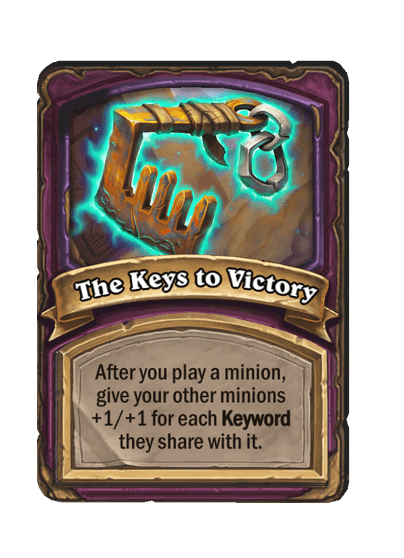 The Keys to Victory
After you play a minion,
give your other minions
+1/+1 for each Keyword
they share with it.